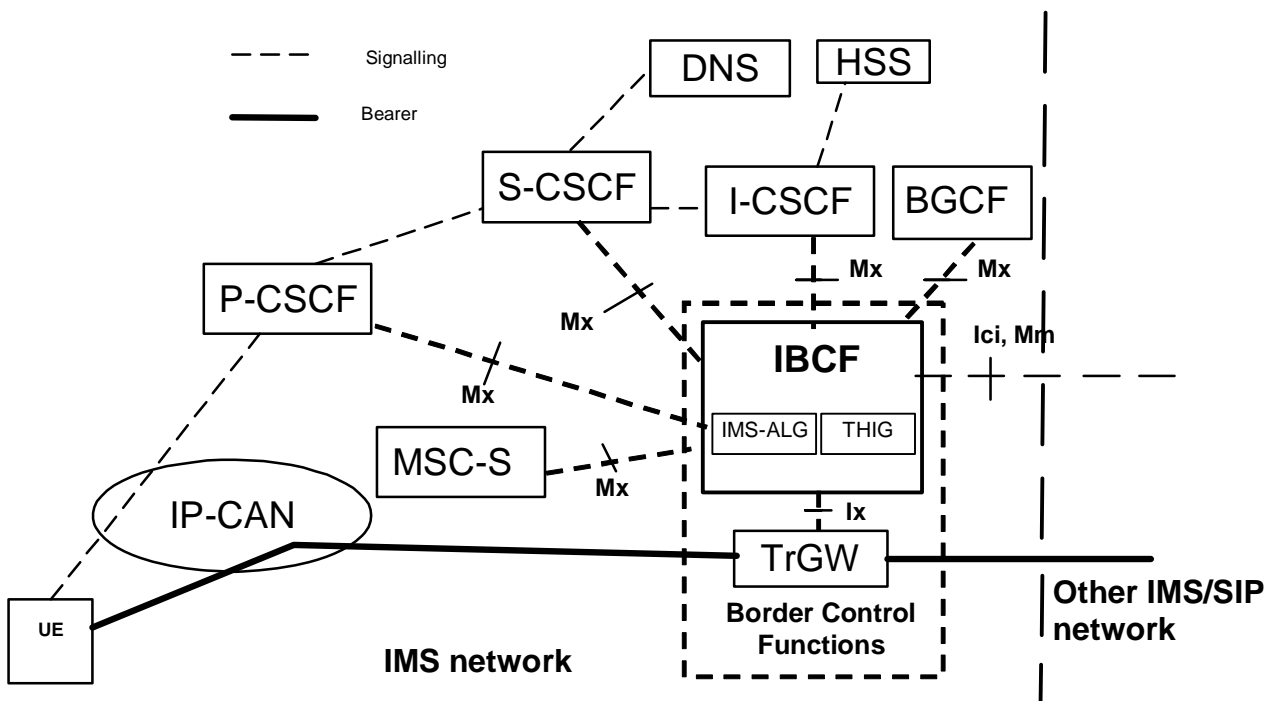 Signalling
Bearer
DNS
HSS
S-CSCF
I-CSCF
BGCF
P-CSCF
Mx
Mx
Mx
Ici, Mm
IBCF
Mx
IMS-ALG
THIG
MSC-S
Mx
IP-CAN
Ix
TrGW
UE
Border Control
Functions
Other IMS/SIP
network
IMS network